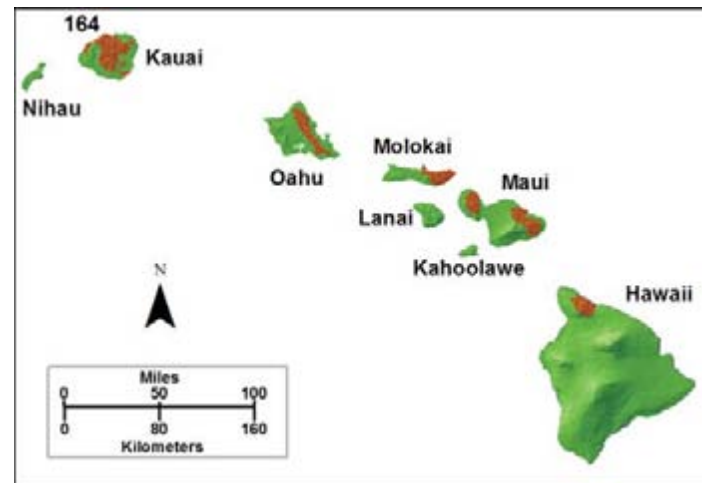 164
Kauai
Nihau
Oahu
Molokai
Maui
Lanai
Kahoolawe
Hawaii
N
Miles
0 50 100
0 80 160
Kilometers